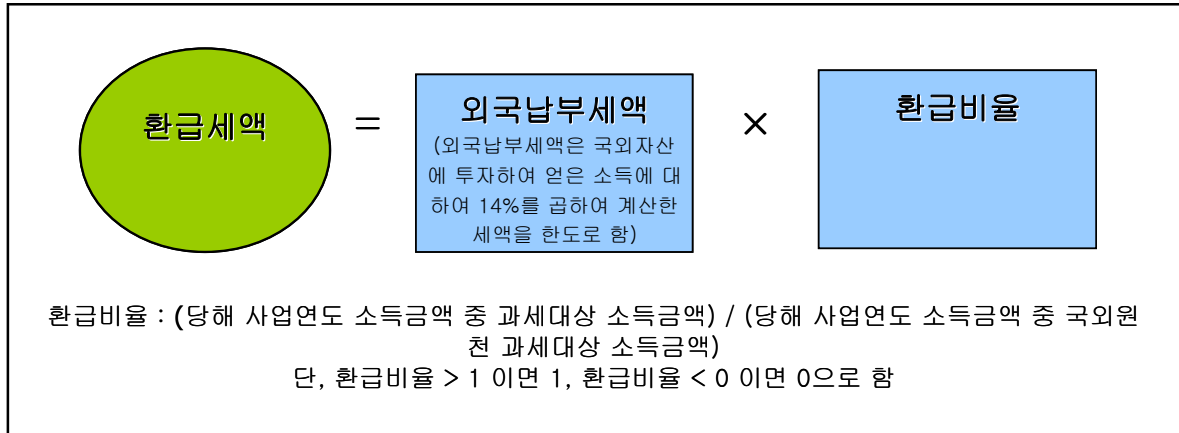 환급세액
=
외국납부세액
(외국납부세액은 국외자산
에 투자하여 얻은 소득에 대
하여 14%를 곱하여 계산한
세액을 한도로 함)
×
환급비율
환급비율 : (당해 사업연도 소득금액 중 과세대상 소득금액) / (당해 사업연도 소득금액 중 국외원
천 과세대상 소득금액)
단, 환급비율 > 1 이면 1, 환급비율 < 0 이면 0으로 함